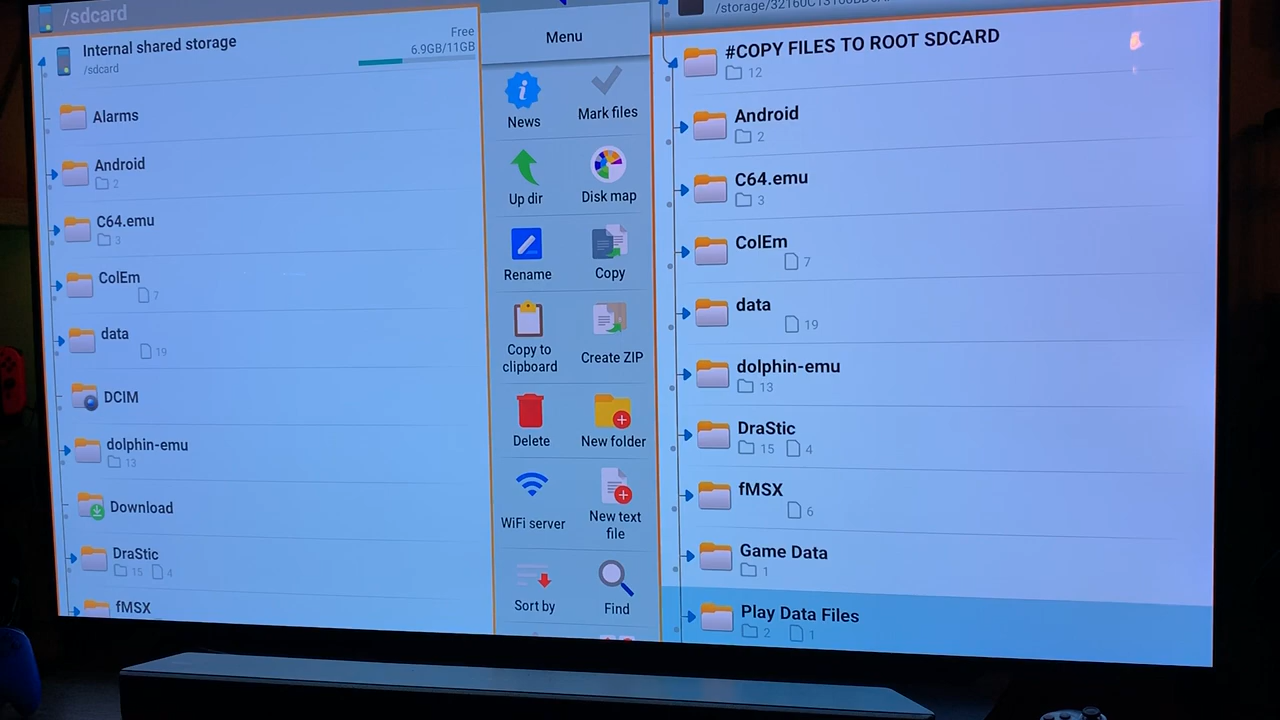 /sdcard
Internal shared storage
/sdcard
Free
6.9GB/11GB
Alarms
Android
2
C64.emu
3
ColEm
7
data
19
DCIM
dolphin-emu
13
Download
DraStic
15 4
fMSX
Menu
News
Mark files
Up dir
Disk map
Rename
Copy
Copy to
clipboard
Create ZIP
Delete
New folder
WiFi server
New text
file
Sort by
Find
#COPY FILES TO ROOT SDCARD
12
Android
2
C64.emu
3
ColEm
7
data
19
dolphin-emu
13
DraStic
15 4
fMSX
6
Game Data
1
Play Data Files
2 1